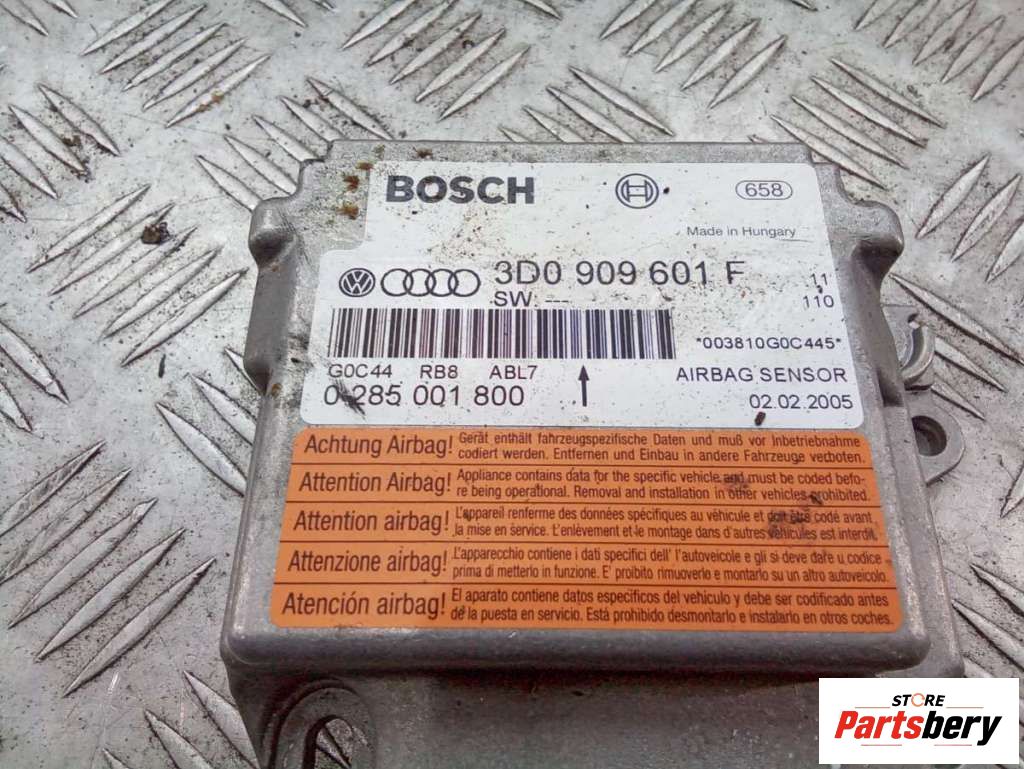 BOSCH
658
Made in Hungary
3D0 909 601 F
11
SW ---
110
*003810G0C445*
G0C44 RB8 ABL7
AIRBAG SENSOR
0 285 001 800
02.02.2005
Achtung Airbag! Gerät enthält fahrzeugspezifische Daten und muß vor Inbetriebnahme
codiert werden. Entfernen und Einbau in andere Fahrzeuge verboten.
Attention Airbag! Appliance contains data for the specific vehicle and must be coded befo-
re being operational. Removal and installation in other vehicles prohibited.
Attention airbag! L'appareil renferme des données spécifiques au véhicule et doit être codé avant
la mise en service. L'enlèvement et le montage dans d'autres véhicules est interdit.
Attenzione airbag! L'apparecchio contiene i dati specifici dell' l'autoveicole e gli si deve dare u codice
prima di metterlo in funzione. E' proibito rimuoverlo e montarlo su un altro autoveicolo.
Atención airbag! El aparato contiene datos específicos del vehículo y debe ser codificado antes
de la puesta en servicio. Está prohibido desmontarlo e instalarlo en otros coches.
STORE
Partsbery